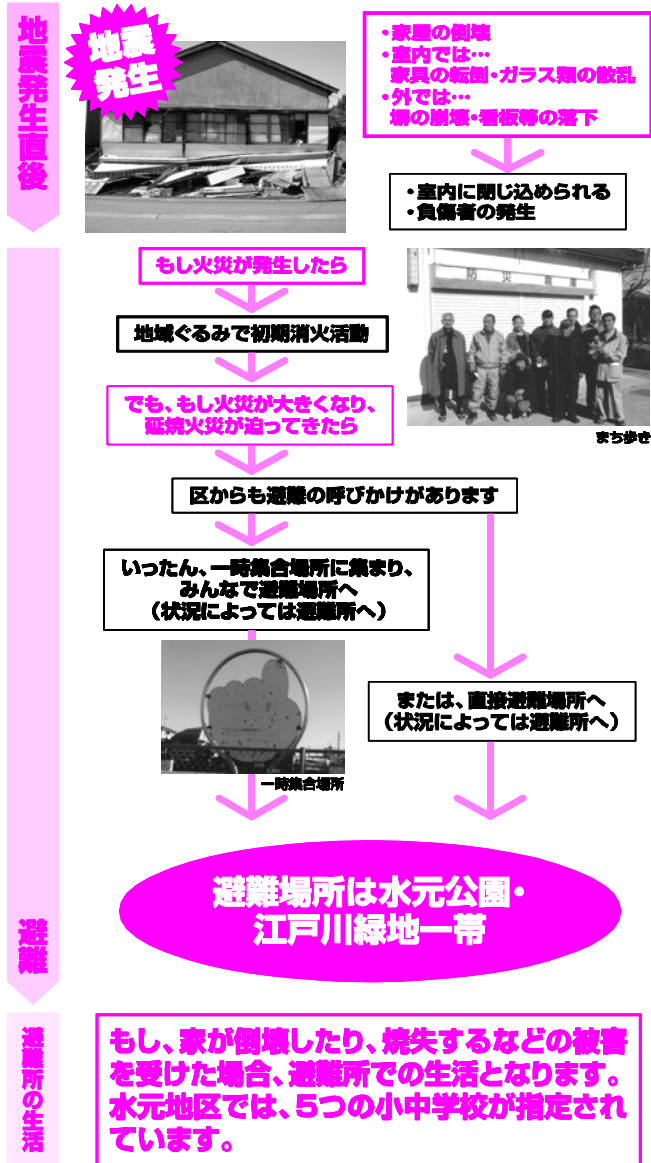 地震発生直後
地震
発生
・家屋の倒壊
・室内では…
家具の転倒・ガラス類の散乱
・外では…
塀の崩壊・看板等の落下
・室内に閉じ込められる
・負傷者の発生
もし火災が発生したら
地域ぐるみで初期消火活動
防災
まち歩き
でも、もし火災が大きくなり、
延焼火災が迫ってきたら
区からも避難の呼びかけがあります
いったん、一時集合場所に集まり、
みんなで避難場所へ
（状況によっては避難所へ）
または、直接避難場所へ
（状況によっては避難所へ）
一時集合場所
避難場所は水元公園・
江戸川緑地一帯
避難
避難所の生活
もし、家が倒壊したり、焼失するなどの被害
を受けた場合、避難所での生活となります。
水元地区では、5つの小中学校が指定され
ています。